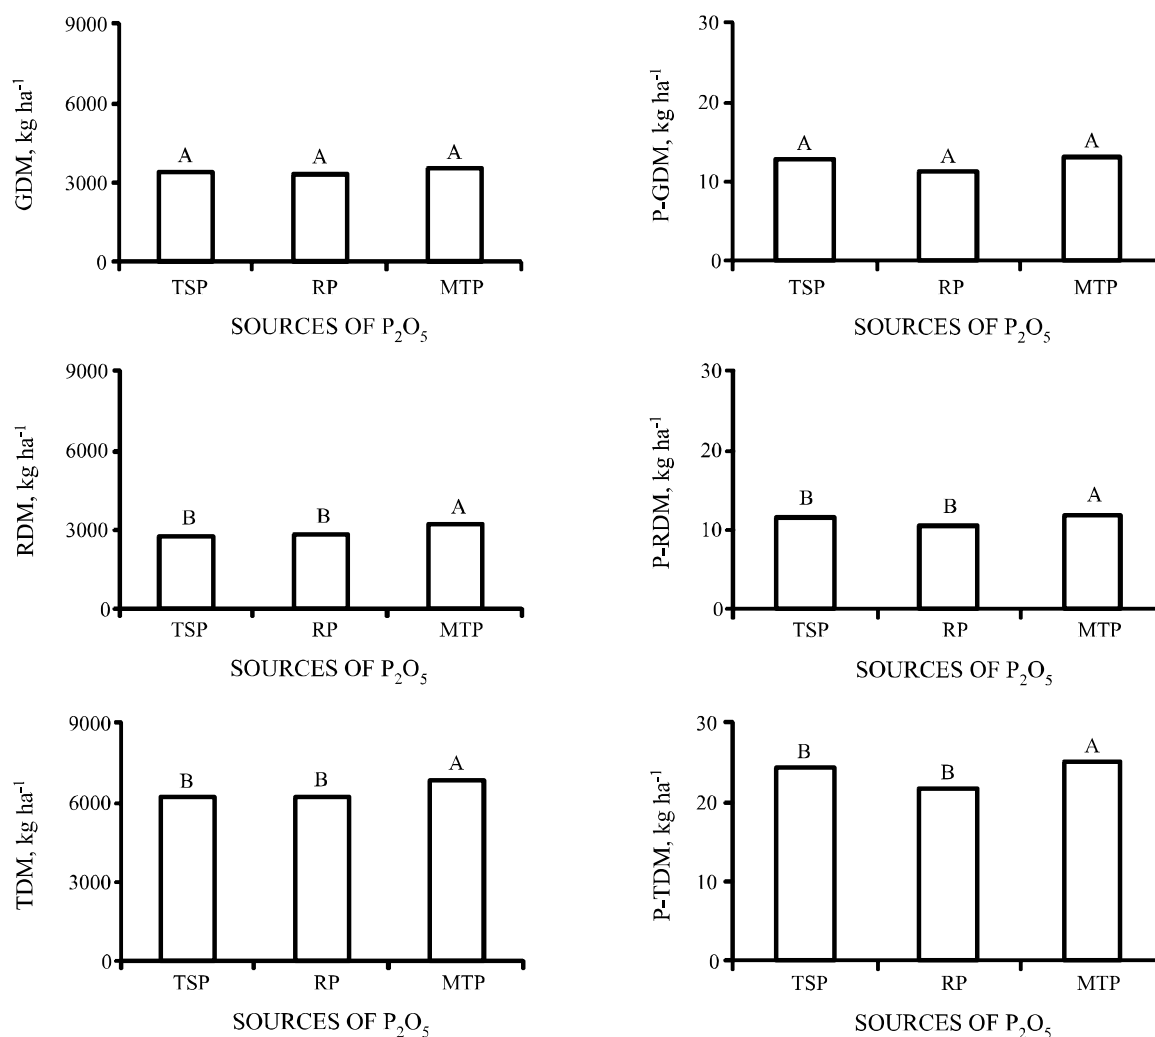 GDM, kg ha⁻¹
9000
6000
3000
0
A A A
TSP RP MTP
SOURCES OF P₂O₅
P-GDM, kg ha⁻¹
30
20
10
0
A A A
TSP RP MTP
SOURCES OF P₂O₅
RDM, kg ha⁻¹
9000
6000
3000
0
B B A
TSP RP MTP
SOURCES OF P₂O₅
P-RDM, kg ha⁻¹
30
20
10
0
B B A
TSP RP MTP
SOURCES OF P₂O₅
TDM, kg ha⁻¹
9000
6000
3000
0
B B A
TSP RP MTP
SOURCES OF P₂O₅
P-TDM, kg ha⁻¹
30
20
10
0
B B A
TSP RP MTP
SOURCES OF P₂O₅